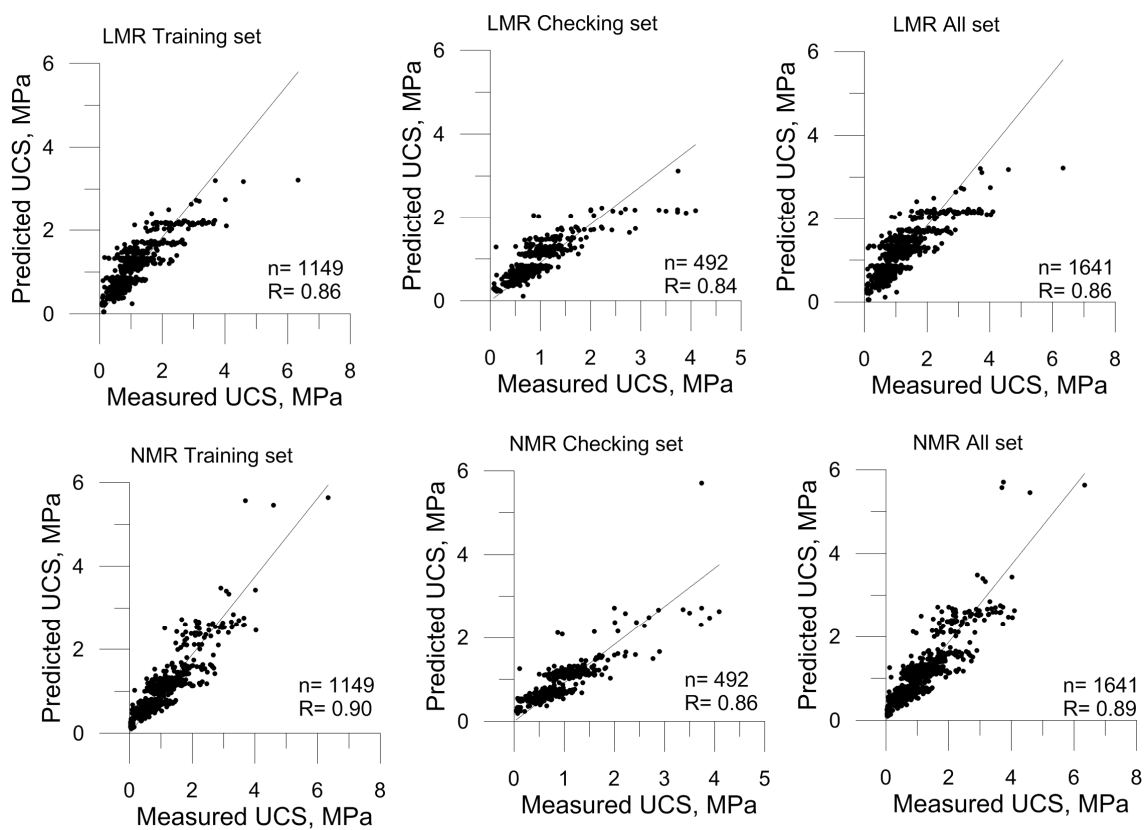 LMR Training set
Predicted UCS, MPa
6
4
2
0
n= 1149
R= 0.86
0 2 4 6 8
Measured UCS, MPa
LMR Checking set
Predicted UCS, MPa
6
4
2
0
n= 492
R= 0.84
0 1 2 3 4 5
Measured UCS, MPa
LMR All set
Predicted UCS, MPa
6
4
2
0
n= 1641
R= 0.86
0 2 4 6 8
Measured UCS, MPa
NMR Training set
Predicted UCS, MPa
6
4
2
0
n= 1149
R= 0.90
0 2 4 6 8
Measured UCS, MPa
NMR Checking set
Predicted UCS, MPa
6
4
2
0
n= 492
R= 0.86
0 1 2 3 4 5
Measured UCS, MPa
NMR All set
Predicted UCS, MPa
6
4
2
0
n= 1641
R= 0.89
0 2 4 6 8
Measured UCS, MPa